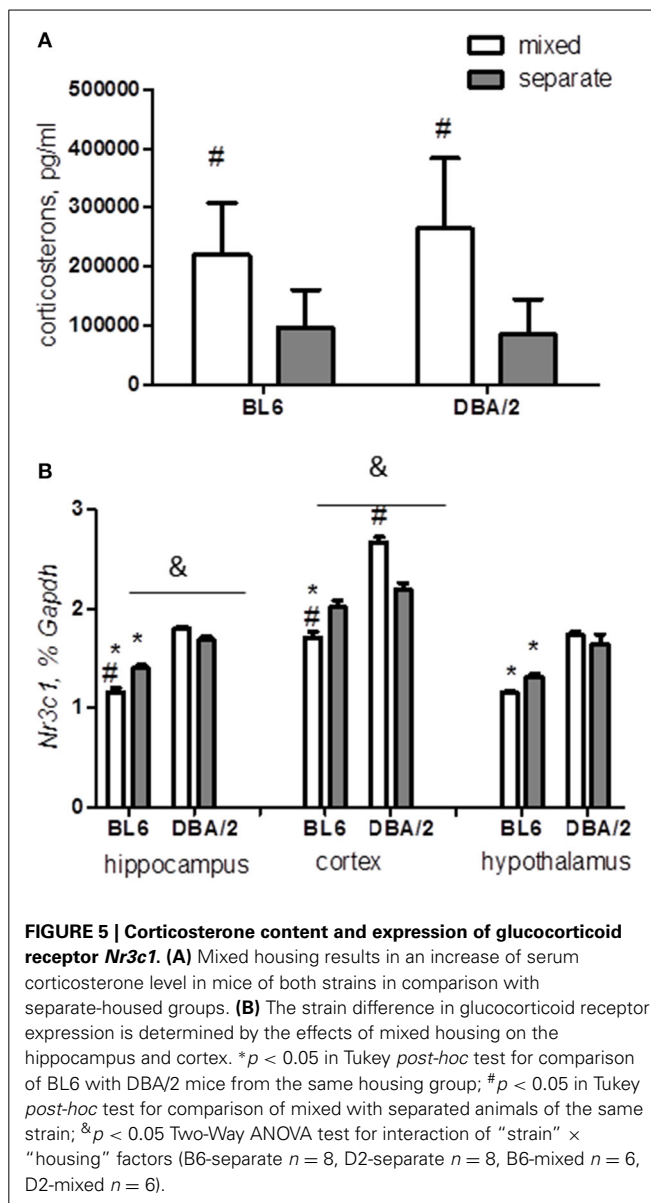 A
mixed
separate
500000
400000
300000
200000
100000
0
corticosterons, pg/ml
#
#
BL6
DBA/2
B
3
2
1
0
Nr3c1, % Gapdh
&
&
*
#
*
*
#
#
*
*
BL6
DBA/2
BL6
DBA/2
BL6
DBA/2
hippocampus
cortex
hypothalamus
FIGURE 5 | Corticosterone content and expression of glucocorticoid
receptor Nr3c1. (A) Mixed housing results in an increase of serum
corticosterone level in mice of both strains in comparison with
separate-housed groups. (B) The strain difference in glucocorticoid receptor
expression is determined by the effects of mixed housing on the
hippocampus and cortex. *p < 0.05 in Tukey post-hoc test for comparison
of BL6 with DBA/2 mice from the same housing group; #p < 0.05 in Tukey
post-hoc test for comparison of mixed with separated animals of the same
strain; &p < 0.05 Two-Way ANOVA test for interaction of “strain” ×
“housing” factors (B6-separate n = 8, D2-separate n = 8, B6-mixed n = 6,
D2-mixed n = 6).